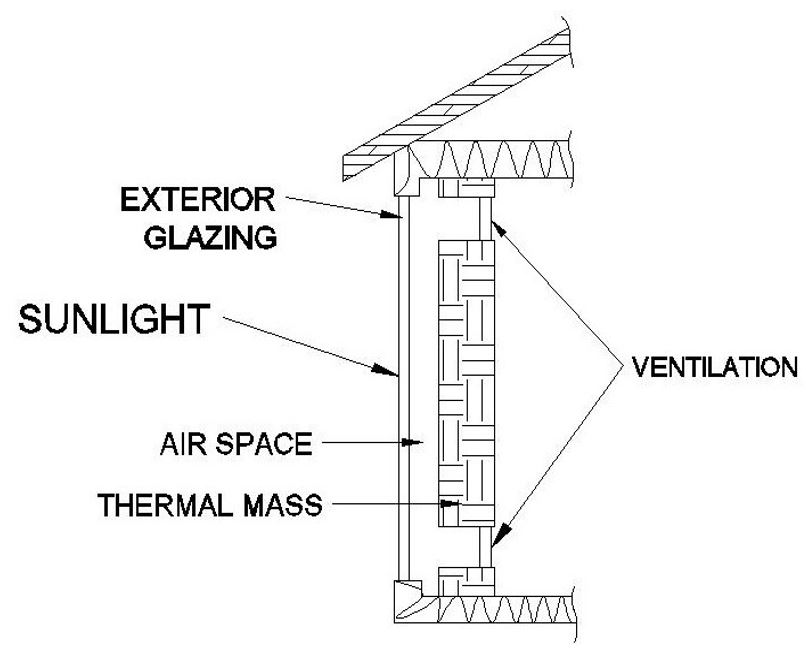 EXTERIOR
GLAZING
SUNLIGHT
VENTILATION
AIR SPACE
THERMAL MASS